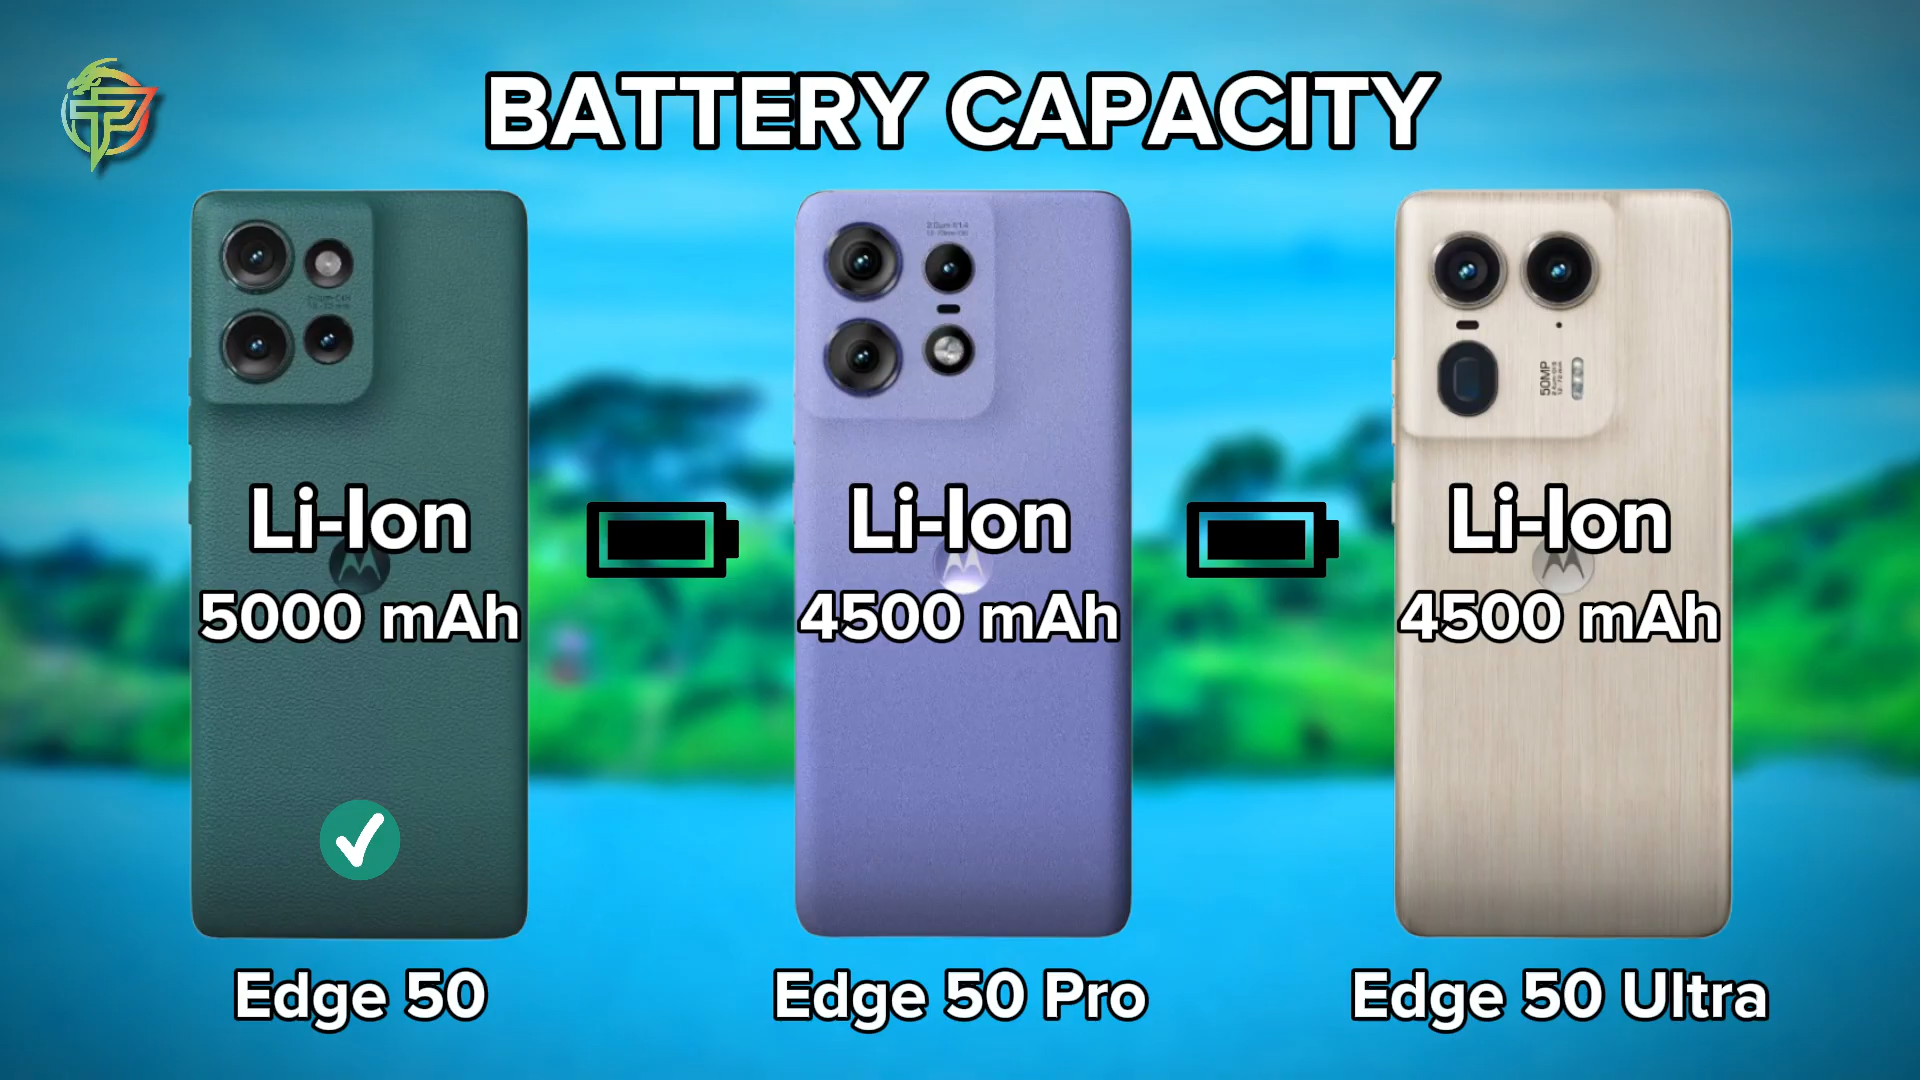 BATTERY CAPACITY
Li-Ion
5000 mAh
Li-Ion
4500 mAh
Li-Ion
4500 mAh
50MP
Edge 50
Edge 50 Pro
Edge 50 Ultra